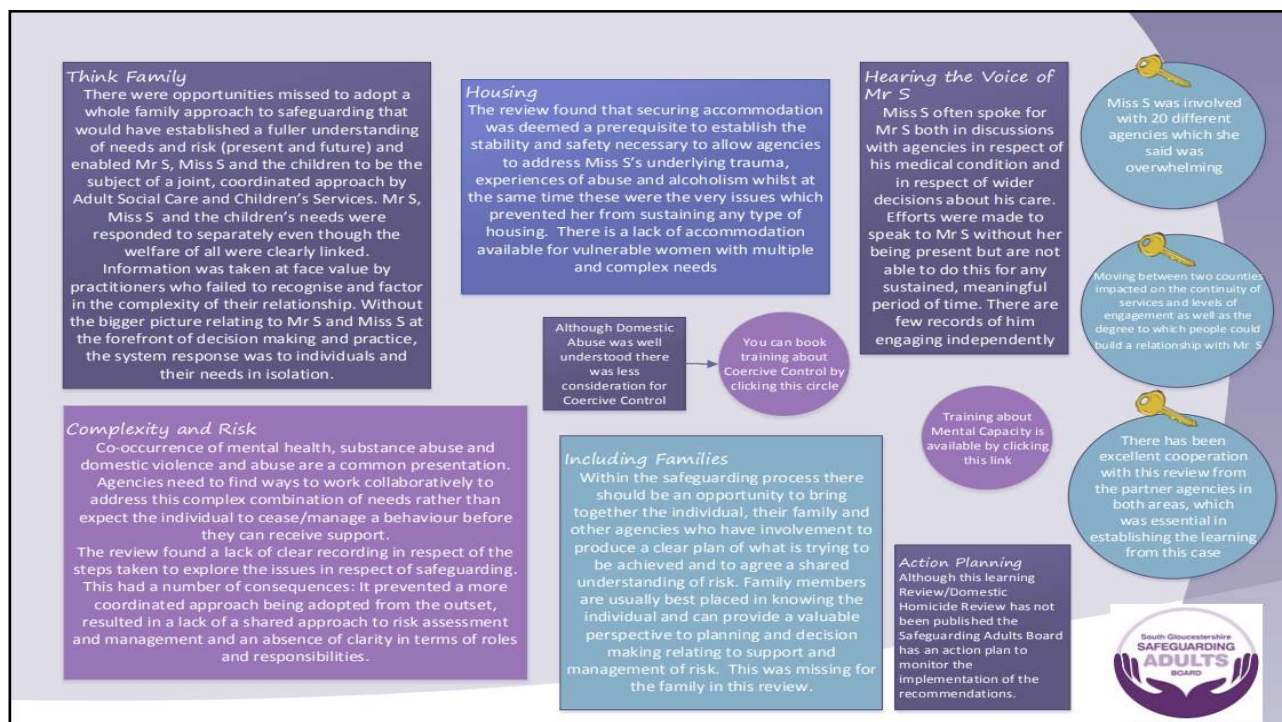 Think Family
There were opportunities missed to adopt a
whole family approach to safeguarding that
would have established a fuller understanding
of needs and risk (present and future) and
enabled Mr S, Miss S and the children to be the
subject of a joint, coordinated approach by
Adult Social Care and Children's Services. Mr S,
Miss S and the children's needs were
responded to separately even though the
welfare of all were clearly linked.
Information was taken at face value by
practitioners who failed to recognise and factor
in the complexity of their relationship. Without
the bigger picture relating to Mr S and Miss S at
the forefront of decision making and practice,
the system response was to individuals and
their needs in isolation.
Housing
The review found that securing accommodation
was deemed a prerequisite to establish the
stability and safety necessary to allow agencies
to address Miss S's underlying trauma,
experiences of abuse and alcoholism whilst at
the same time these were the very issues which
prevented her from sustaining any type of
housing. There is a lack of accommodation
available for vulnerable women with multiple
and complex needs
Hearing the Voice of
Mr S
Miss S often spoke for
Mr S both in discussions
with agencies in respect of
his medical condition and
in respect of wider
decisions about his care.
Efforts were made to
speak to Mr S without her
being present but are not
able to do this for any
sustained, meaningful
period of time. There are
few records of him
engaging independently
Miss S was involved
with 20 different
agencies which she
said was
overwhelming
Moving between two counties
impacted on the continuity of
services and levels of
engagement as well as the
degree to which people could
build a relationship with Mr S
Although Domestic
Abuse was well
understood there
was less
consideration for
Coercive Control
You can book
training about
Coercive Control by
clicking this circle
Training about
Mental Capacity is
available by clicking
this link
There has been
excellent cooperation
with this review from
the partner agencies in
both areas, which
was essential in
establishing the learning
from this case
Complexity and Risk
Co-occurrence of mental health, substance abuse and
domestic violence and abuse are a common presentation.
Agencies need to find ways to work collaboratively to
address this complex combination of needs rather than
expect the individual to cease/manage a behaviour before
they can receive support.
The review found a lack of clear recording in respect of the
steps taken to explore the issues in respect of safeguarding.
This had a number of consequences: It prevented a more
coordinated approach being adopted from the outset,
resulted in a lack of a shared approach to risk assessment
and management and an absence of clarity in terms of roles
and responsibilities.
Including Families
Within the safeguarding process there
should be an opportunity to bring
together the individual, their family and
other agencies who have involvement to
produce a clear plan of what is trying to
be achieved and to agree a shared
understanding of risk. Family members
are usually best placed in knowing the
individual and can provide a valuable
perspective to planning and decision
making relating to support and
management of risk. This was missing for
the family in this review.
Action Planning
Although this learning
Review/Domestic
Homicide Review has not
been published the
Safeguarding Adults Board
has an action plan to
monitor the
implementation of the
recommendations.
South Gloucestershire
SAFEGUARDING
ADULTS
BOARD